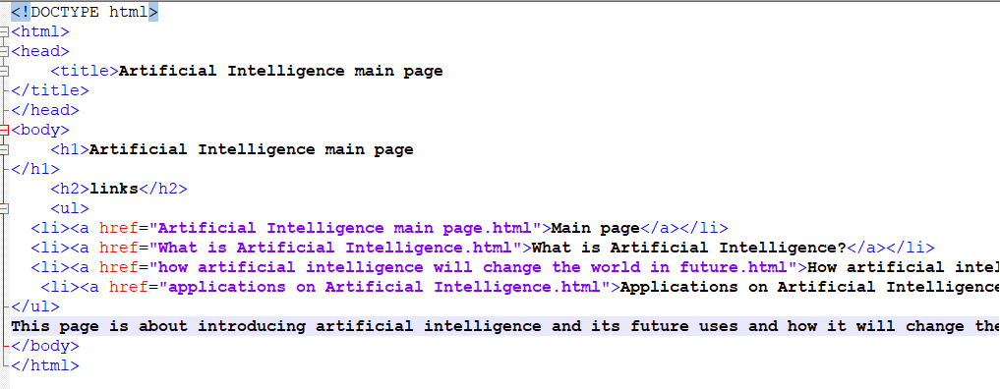 <!DOCTYPE html>
<html>
<head>
    <title>Artificial Intelligence main page
</title>
</head>
<body>
    <h1>Artificial Intelligence main page
</h1>
    <h2>links</h2>
    <ul>
  <li><a href="Artificial Intelligence main page.html">Main page</a></li>
  <li><a href="What is Artificial Intelligence.html">What is Artificial Intelligence?</a></li>
  <li><a href="how artificial intelligence will change the world in future.html">How artificial intel
   <li><a href="applications on Artificial Intelligence.html">Applications on Artificial Intelligence
</ul>
This page is about introducing artificial intelligence and its future uses and how it will change the
</body>
</html>